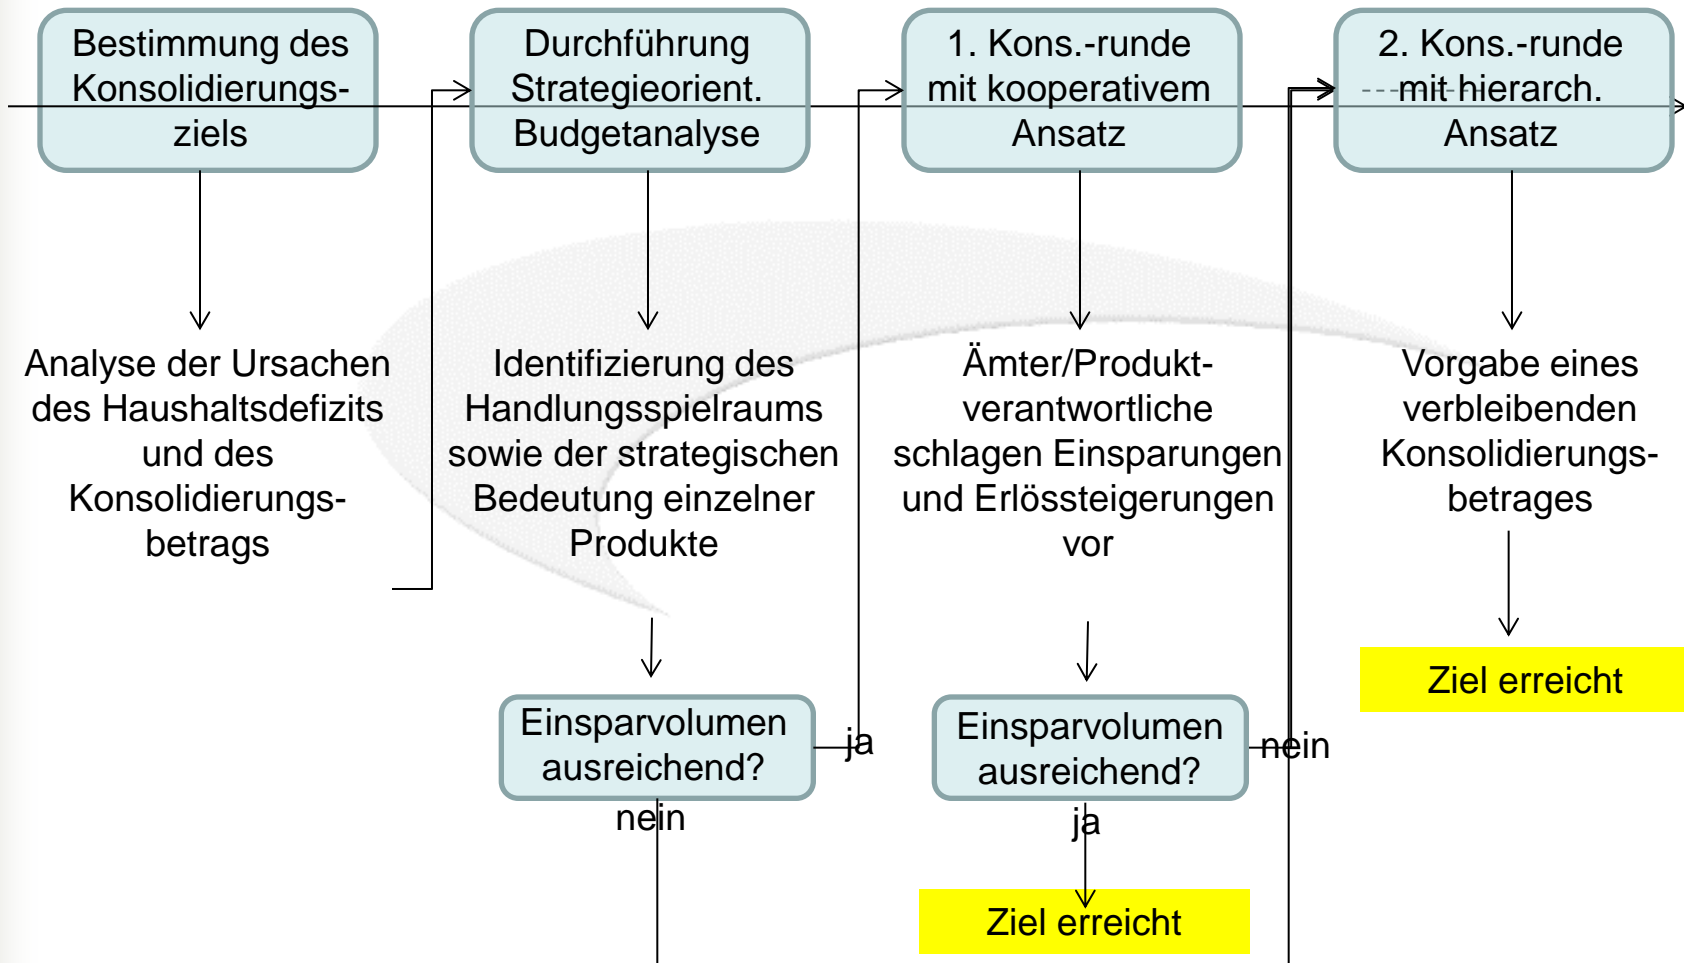 Bestimmung des
Konsolidierungs-
ziels
Durchführung
Strategieorient.
Budgetanalyse
1. Kons.-runde
mit kooperativem
Ansatz
2. Kons.-runde
mit hierarch.
Ansatz
Analyse der Ursachen
des Haushaltsdefizits
und des
Konsolidierungs-
betrags
Identifizierung des
Handlungsspielraums
sowie der strategischen
Bedeutung einzelner
Produkte
Ämter/Produkt-
verantwortliche
schlagen Einsparungen
und Erlössteigerungen
vor
Vorgabe eines
verbleibenden
Konsolidierungs-
betrages
Einsparvolumen
ausreichend?
ja
nein
Einsparvolumen
ausreichend?
nein
ja
Ziel erreicht
Ziel erreicht